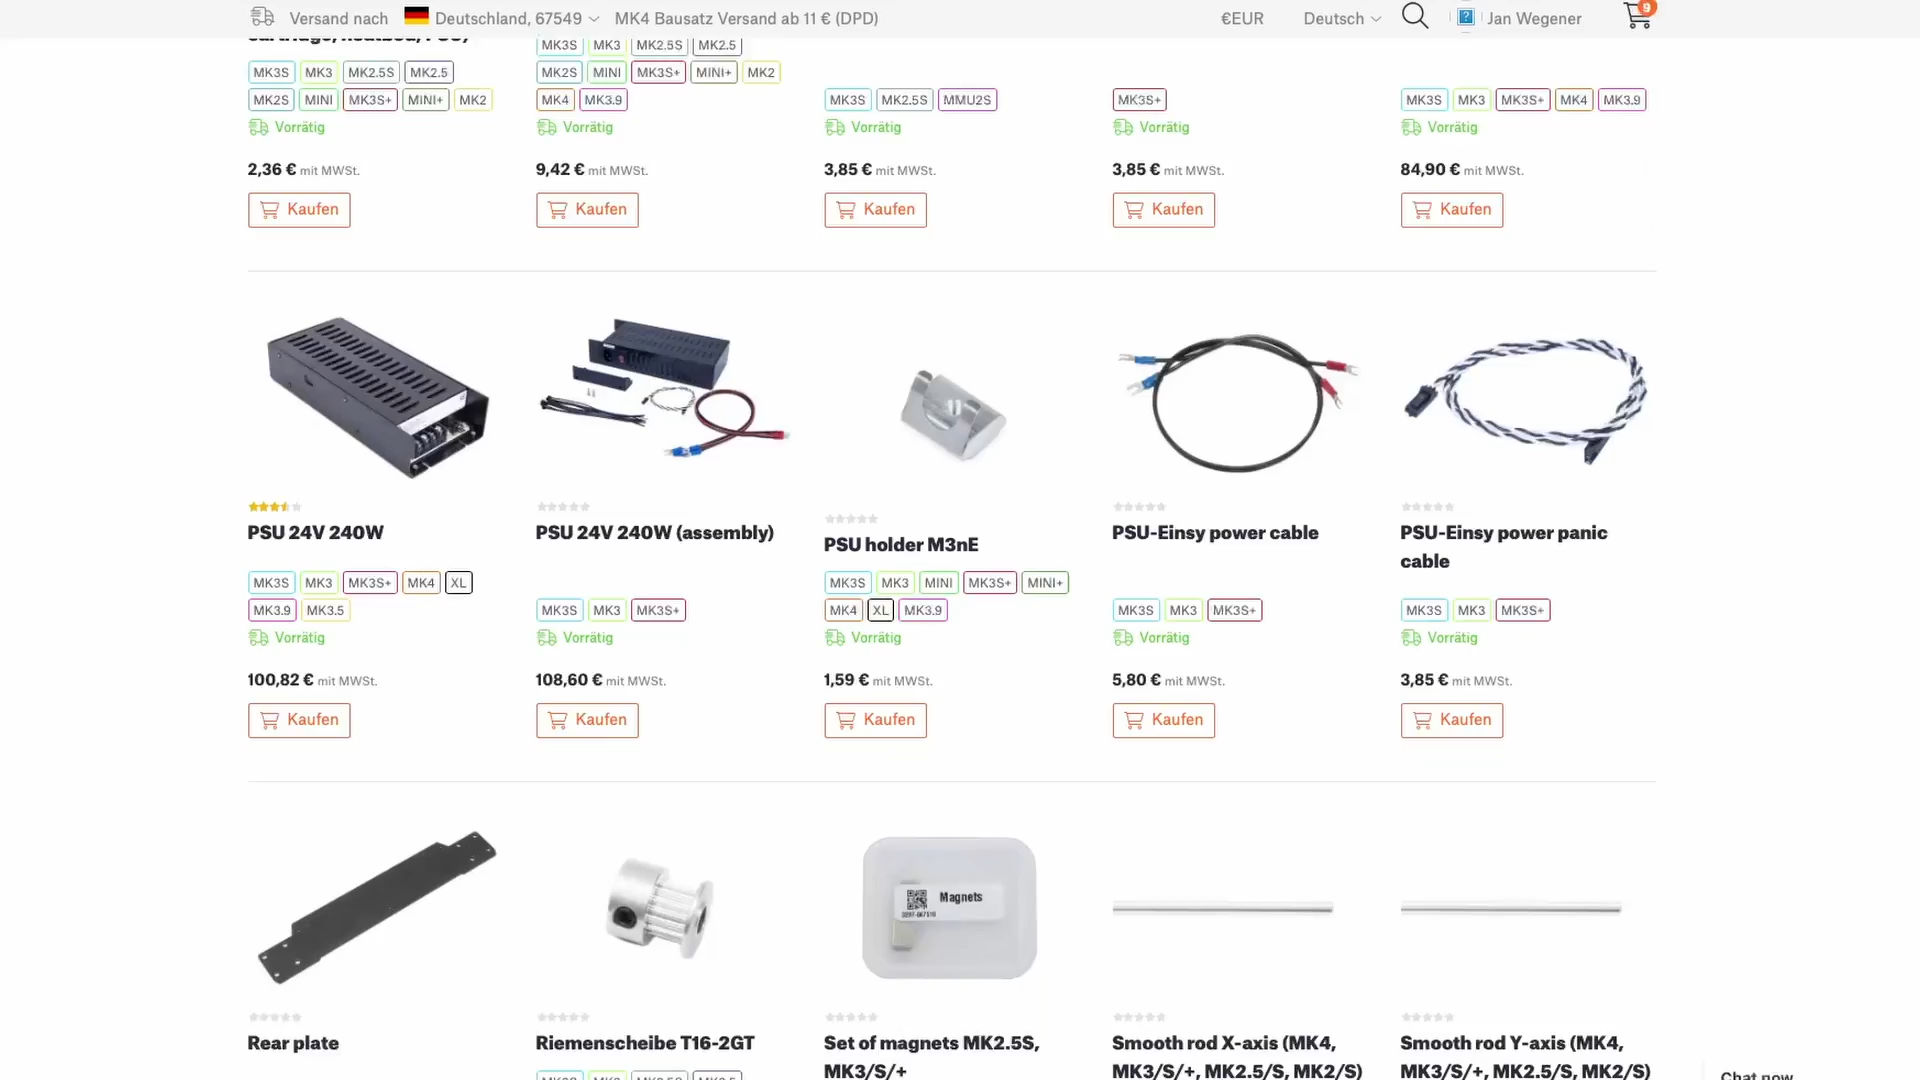 Versand nach Deutschland, 67549 MK4 Bausatz Versand ab 11 € (DPD) €EUR Deutsch Jan Wegener 9
MK3S MK3 MK2.5S MK2.5
MK2S MINI MK3S+ MINI+ MK2
Vorrätig
2,36 € mit MWSt.
Kaufen
MK3S MK3 MK2.5S MK2.5
MK2S MINI MK3S+ MINI+ MK2
MK4 MK3.9
Vorrätig
9,42 € mit MWSt.
Kaufen
MK3S MK2.5S MMU2S
Vorrätig
3,85 € mit MWSt.
Kaufen
MK3S+
Vorrätig
3,85 € mit MWSt.
Kaufen
MK3S MK3 MK3S+ MK4 MK3.9
Vorrätig
84,90 € mit MWSt.
Kaufen
PSU 24V 240W
MK3S MK3 MK3S+ MK4 XL
MK3.9 MK3.5
Vorrätig
100,82 € mit MWSt.
Kaufen
PSU 24V 240W (assembly)
MK3S MK3 MK3S+
Vorrätig
108,60 € mit MWSt.
Kaufen
PSU holder M3nE
MK3S MK3 MINI MK3S+ MINI+
MK4 XL MK3.9
Vorrätig
1,59 € mit MWSt.
Kaufen
PSU-Einsy power cable
MK3S MK3 MK3S+
Vorrätig
5,80 € mit MWSt.
Kaufen
PSU-Einsy power panic
cable
MK3S MK3 MK3S+
Vorrätig
3,85 € mit MWSt.
Kaufen
Rear plate
Riemenscheibe T16-2GT
Magnets
Set of magnets MK2.5S,
MK3/S/+
Smooth rod X-axis (MK4,
MK3/S/+, MK2.5/S, MK2/S)
Smooth rod Y-axis (MK4,
MK3/S/+, MK2.5/S, MK2/S)
Chat now